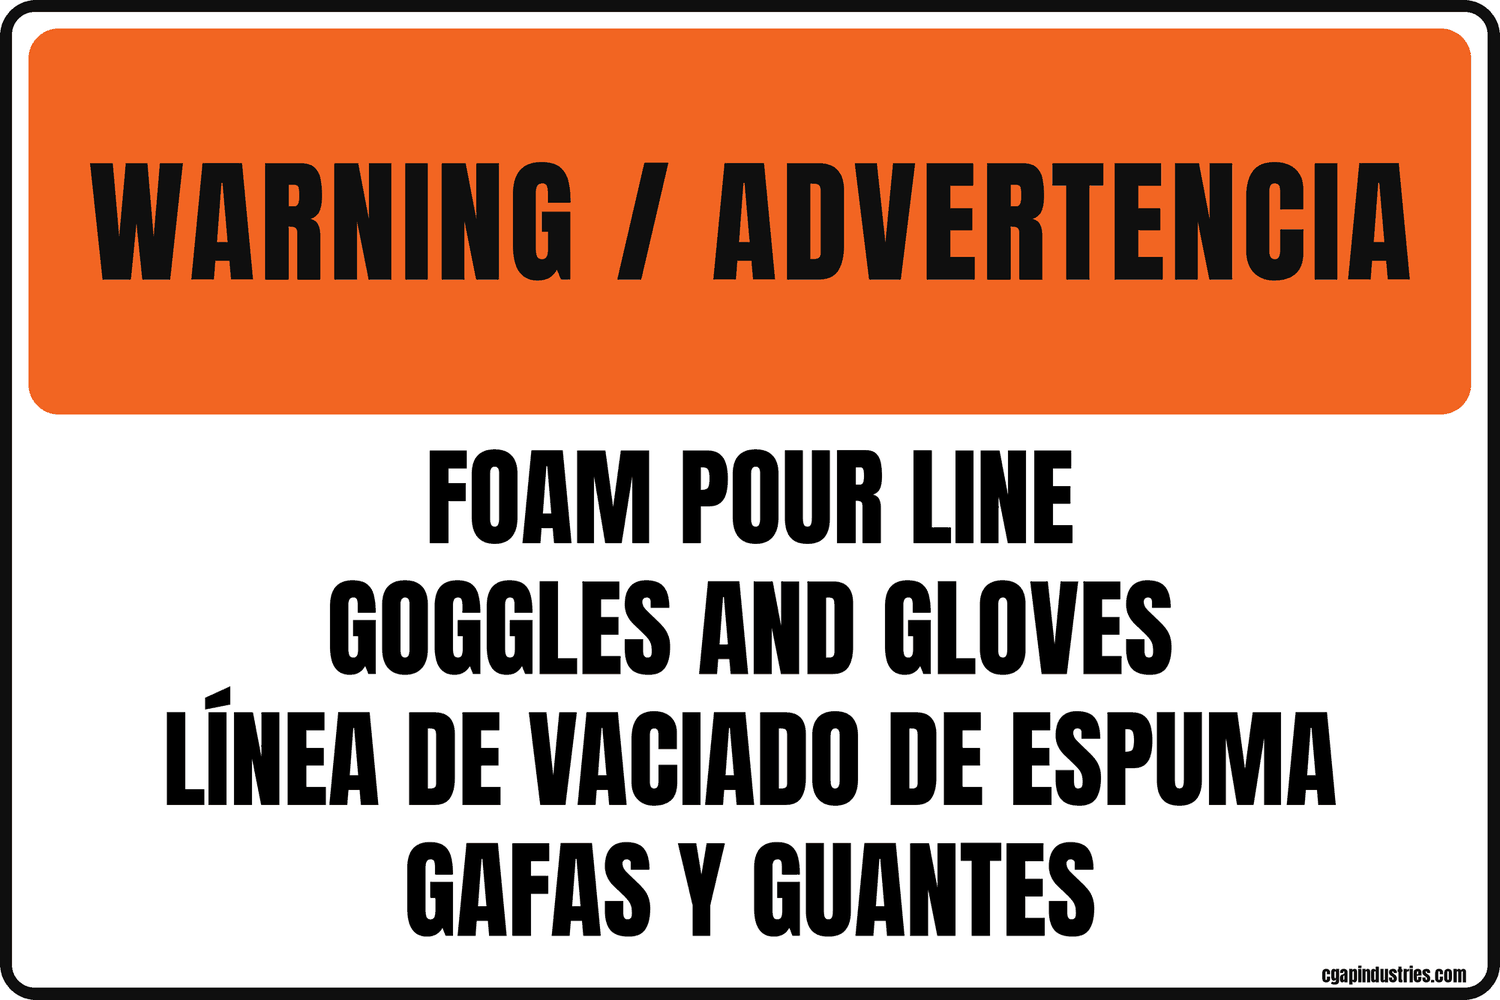 WARNING / ADVERTENCIA
FOAM POUR LINE
GOGGLES AND GLOVES
LÍNEA DE VACIADO DE ESPUMA
GAFAS Y GUANTES
cgapindustries.com